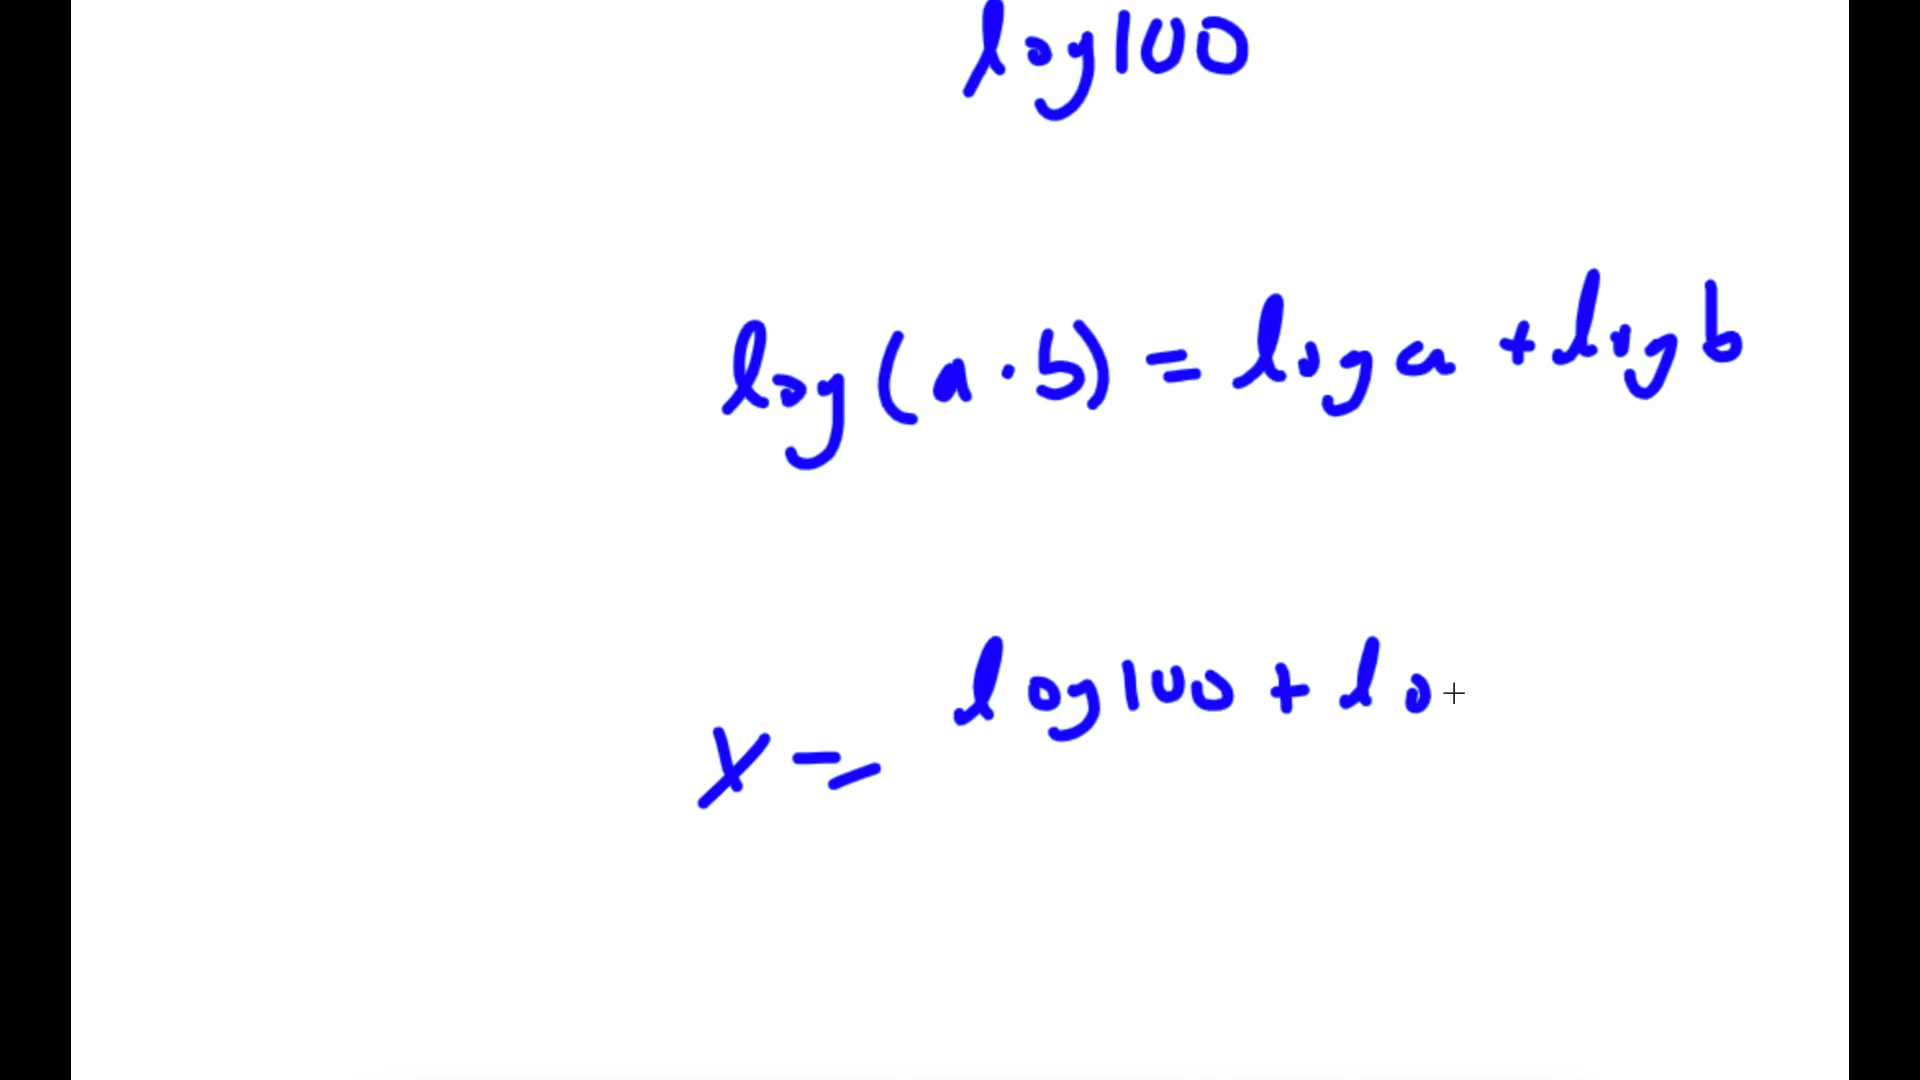 log100
log(a·b) = log a + log b
x = log100 + lo